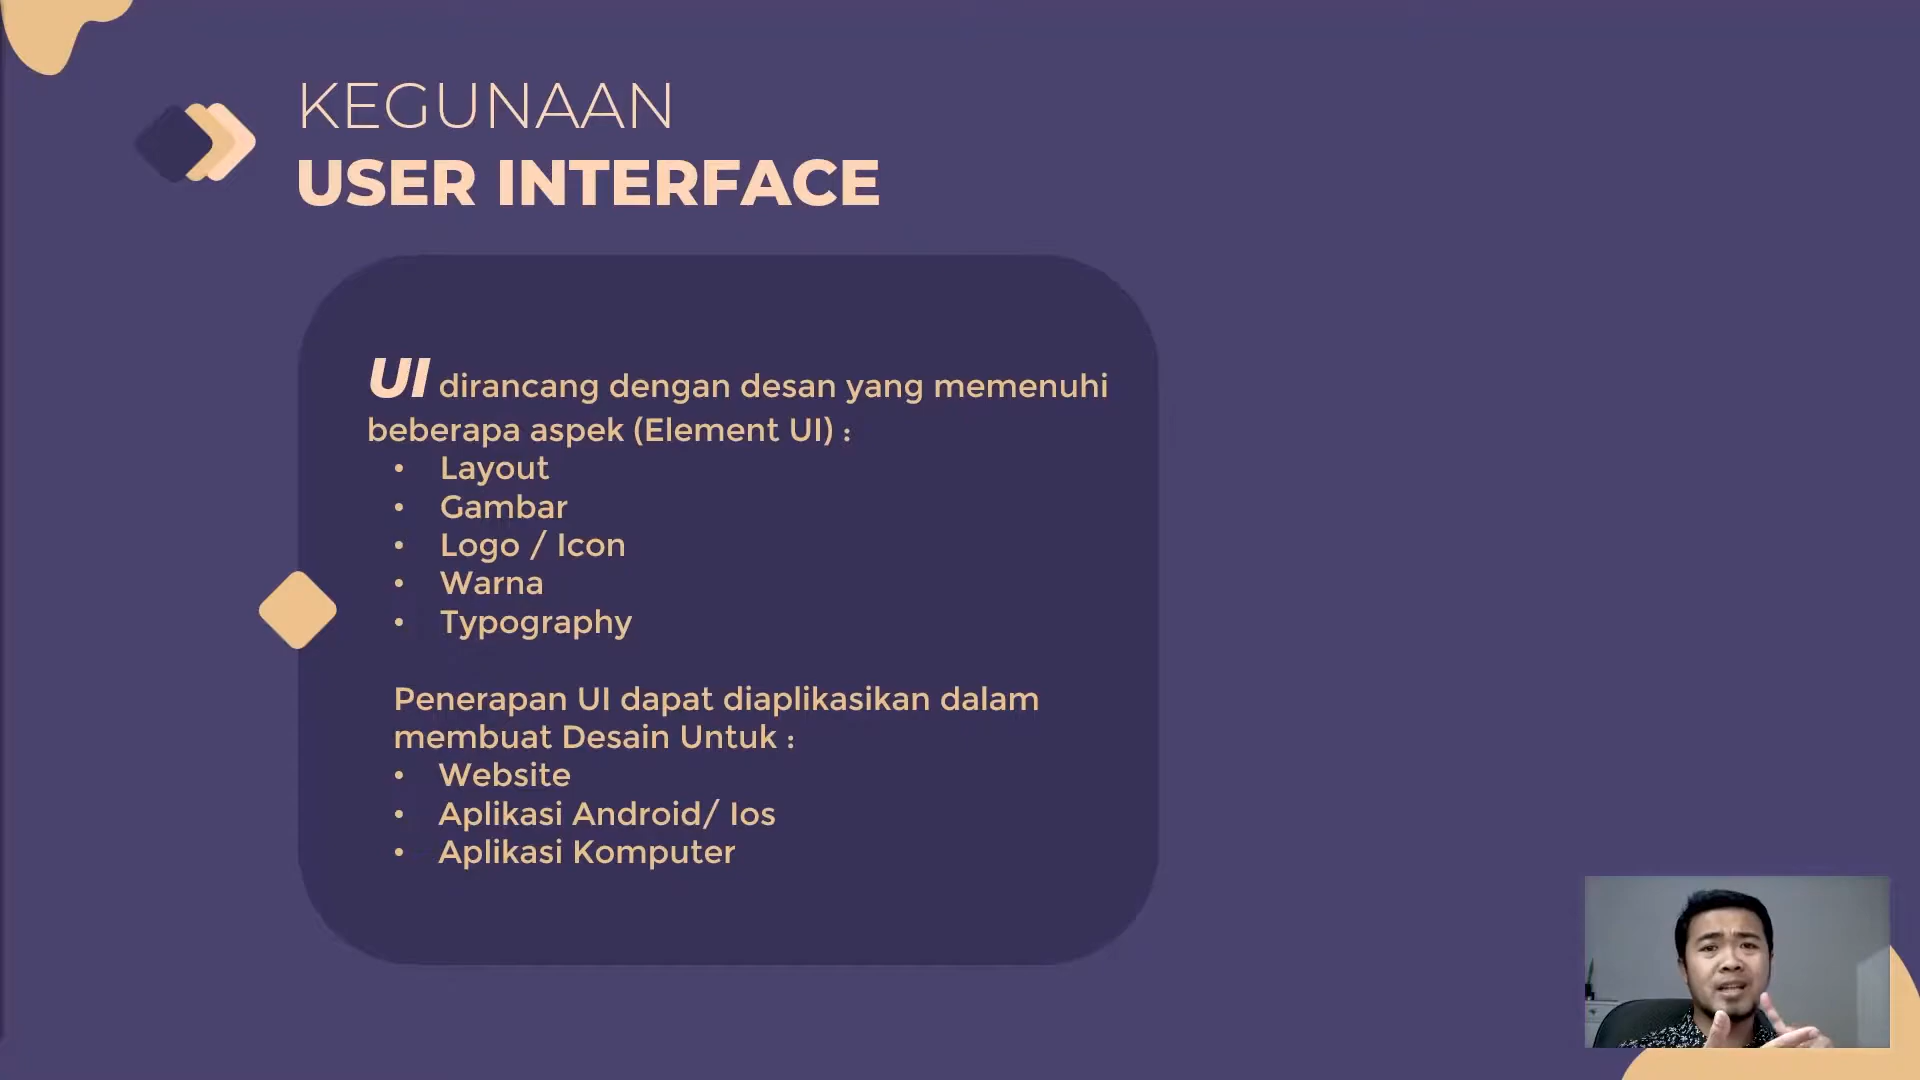 KEGUNAAN
USER INTERFACE
UI dirancang dengan desan yang memenuhi
beberapa aspek (Element UI) :
• Layout
• Gambar
• Logo / Icon
• Warna
• Typography
Penerapan UI dapat diaplikasikan dalam
membuat Desain Untuk :
• Website
• Aplikasi Android/ Ios
• Aplikasi Komputer